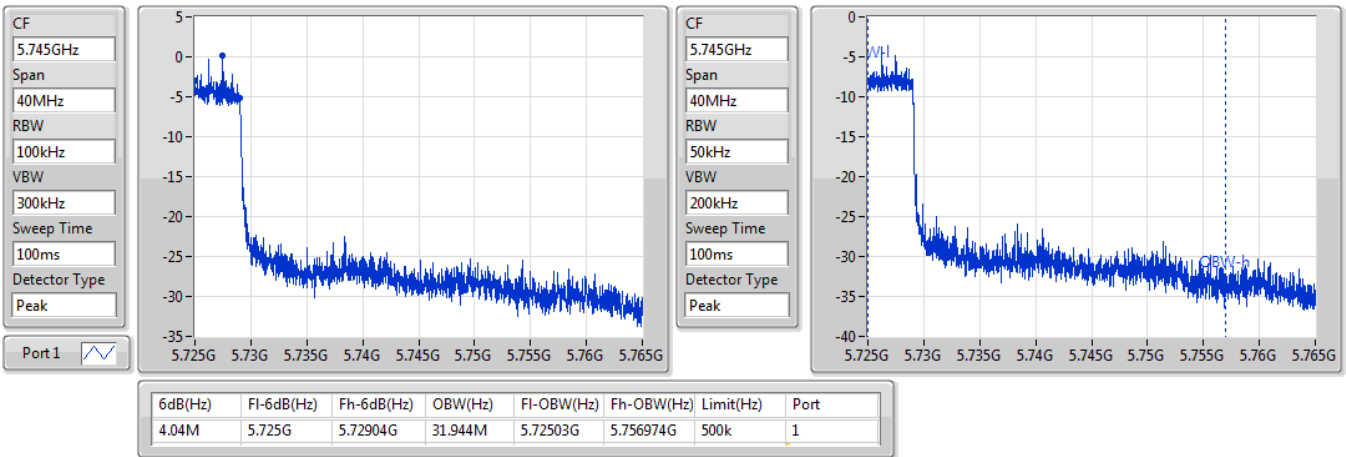 CF
5.745GHz
Span
40MHz
RBW
100kHz
VBW
300kHz
Sweep Time
100ms
Detector Type
Peak
Port 1
5
0
-5
-10
-15
-20
-25
-30
-35
5.725G 5.73G 5.735G 5.74G 5.745G 5.75G 5.755G 5.76G 5.765G
CF
5.745GHz
Span
40MHz
RBW
50kHz
VBW
200kHz
Sweep Time
100ms
Detector Type
Peak
0
-5
-10
-15
-20
-25
-30
-35
-40
W-l
OBW-h
5.725G 5.73G 5.735G 5.74G 5.745G 5.75G 5.755G 5.76G 5.765G
6dB(Hz) Fl-6dB(Hz) Fh-6dB(Hz) OBW(Hz) Fl-OBW(Hz) Fh-OBW(Hz) Limit(Hz) Port
4.04M 5.725G 5.72904G 31.944M 5.72503G 5.756974G 500k 1